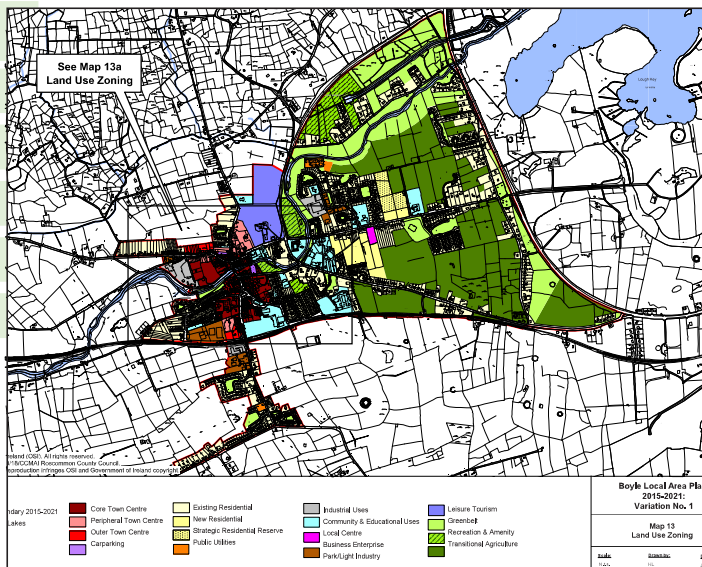 See Map 13a
Land Use Zoning
Lough Key
reland (OSI). All rights reserved.
Roscommon County Council.
eproduction infringes OSI and Government of Ireland copyright.
ndary 2015-2021
Lakes
Core Town Centre
Peripheral Town Centre
Outer Town Centre
Carparking
Existing Residential
New Residential
Strategic Residential Reserve
Public Utilities
Industrial Uses
Community & Educational Uses
Local Centre
Business Enterprise
Park/Light Industry
Leisure Tourism
Greenbelt
Recreation & Amenity
Transitional Agriculture
Boyle Local Area Pla
2015-2021:
Variation No. 1
Map 13
Land Use Zoning
Scale:
N.t.s.